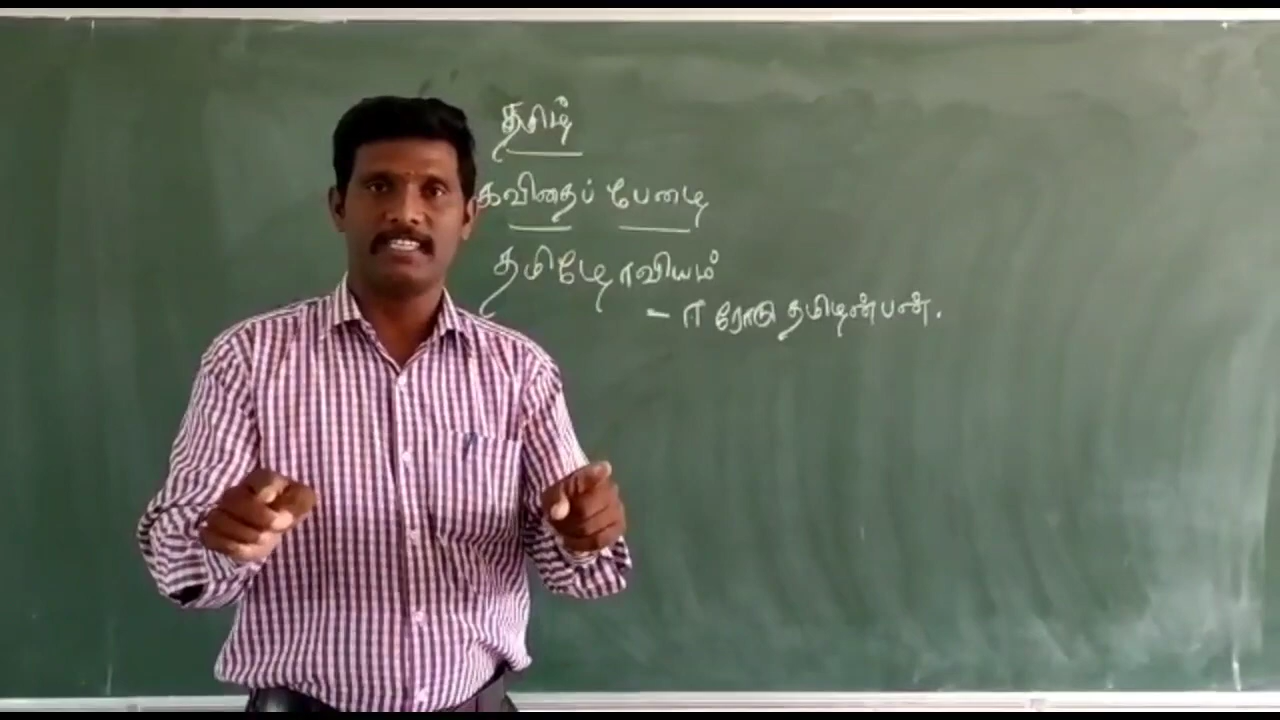 தமிழ்
கவிதைப் பேழை
தமிழோவியம்
- ஈரோடு தமிழன்பன்.